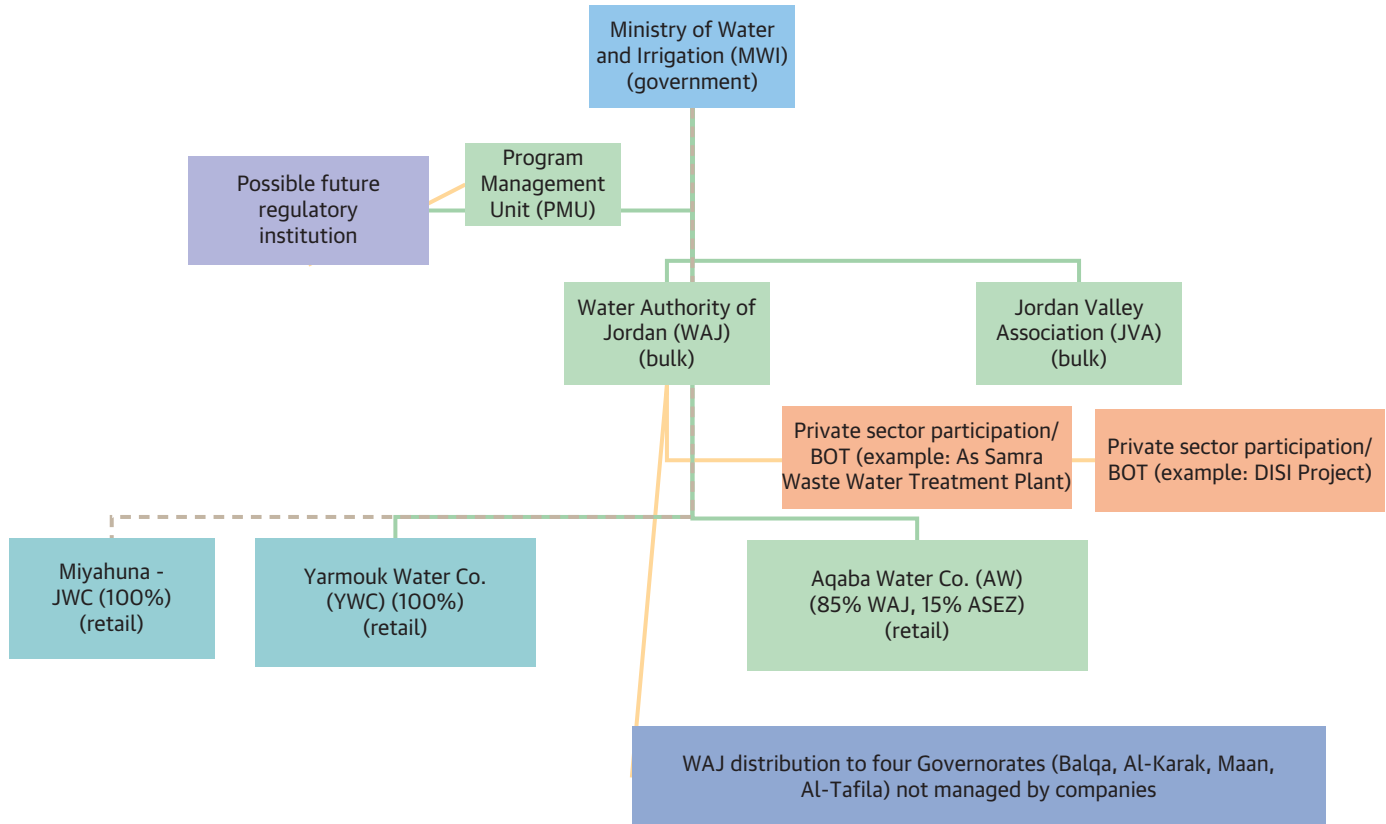 Ministry of Water
and Irrigation (MWI)
(government)
Possible future
regulatory
institution
Program
Management
Unit (PMU)
Water Authority of
Jordan (WAJ)
(bulk)
Jordan Valley
Association (JVA)
(bulk)
Private sector participation/
BOT (example: As Samra
Waste Water Treatment Plant)
Private sector participation/
BOT (example: DISI Project)
Miyahuna -
JWC (100%)
(retail)
Yarmouk Water Co.
(YWC) (100%)
(retail)
Aqaba Water Co. (AW)
(85% WAJ, 15% ASEZ)
(retail)
WAJ distribution to four Governorates (Balqa, Al-Karak, Maan,
Al-Tafila) not managed by companies